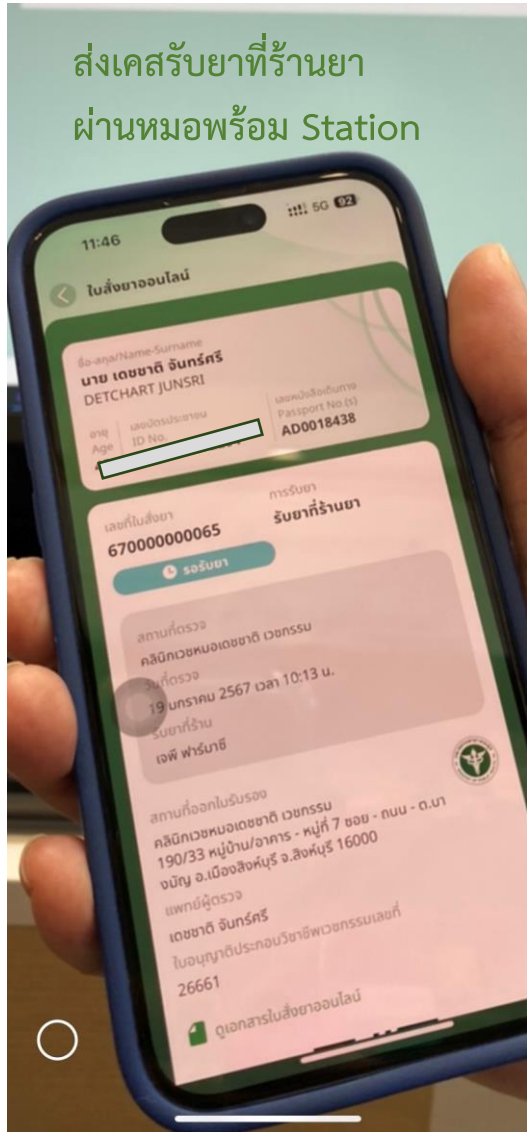 ส่งเคสรับยาที่ร้านยา
ผ่านหมอพร้อม Station
11:46
5G 92
ใบสั่งยาออนไลน์
ชื่อ-สกุล/Name-Surname
นาย เดชชาติ จันทร์ศรี
DETCHART JUNSRI
อายุ
Age
เลขบัตรประชาชน
ID No.
เลขหนังสือเดินทาง
Passport No.(s)
AD0018438
เลขที่ใบสั่งยา
670000000065
การรับยา
รับยาที่ร้านยา
รอรับยา
สถานที่ตรวจ
คลินิกเวชหมอเดชชาติ เวชกรรม
วันที่ตรวจ
19 มกราคม 2567 เวลา 10:13 น.
รับยาที่ร้าน
เจพี ฟาร์มาซี
สถานที่ออกใบรับรอง
คลินิกเวชหมอเดชชาติ เวชกรรม
190/33 หมู่บ้าน/อาคาร - หมู่ที่ 7 ซอย - ถนน - ต.บา
งมัญ อ.เมืองสิงห์บุรี จ.สิงห์บุรี 16000
แพทย์ผู้ตรวจ
เดชชาติ จันทร์ศรี
ใบอนุญาติประกอบวิชาชีพเวชกรรมเลขที่
26661
ดูเอกสารใบสั่งยาออนไลน์